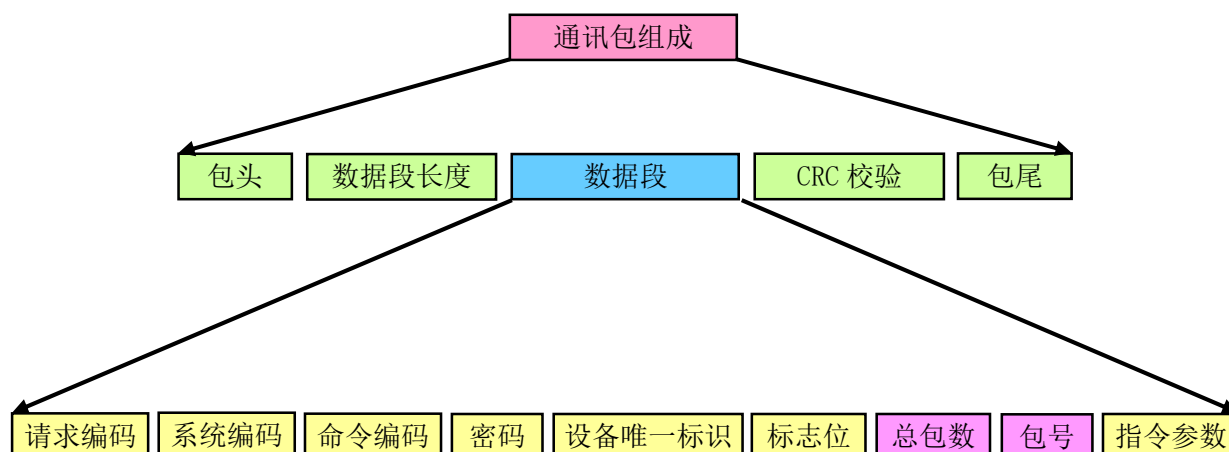 通讯包组成
包头 数据段长度 数据段 CRC 校验 包尾
请求编码 系统编码 命令编码 密码 设备唯一标识 标志位 总包数 包号 指令参数